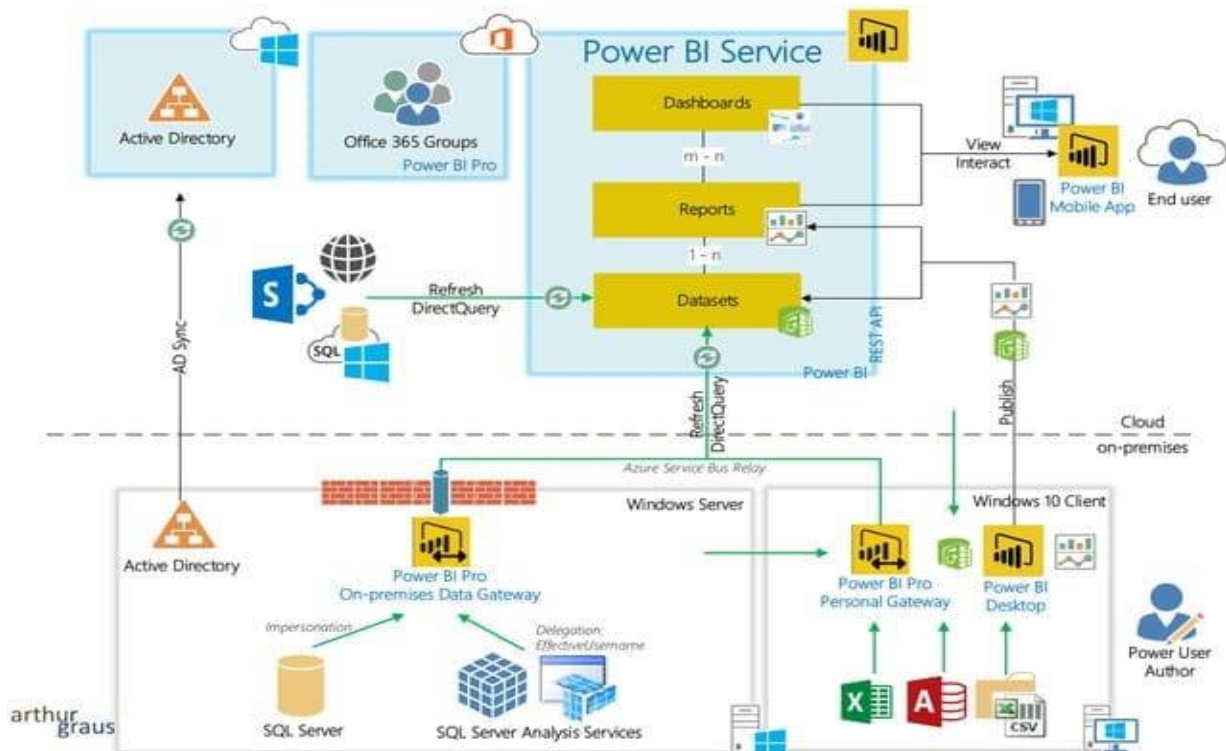 Power BI Service
Active Directory
Office 365 Groups
Power BI Pro
Dashboards
m - n
Reports
1 - n
Datasets
REST API
Power BI
View
Interact
Power BI
Mobile App
End user
S
SQL
Refresh
DirectQuery
AD Sync
Refresh
DirectQuery
Publish
Cloud
on-premises
Azure Service Bus Relay
Windows Server
Windows 10 Client
Active Directory
Power BI Pro
On-premises Data Gateway
Power BI Pro
Personal Gateway
Power BI
Desktop
Impersonation
Delegation:
EffectiveUsername
SQL Server
SQL Server Analysis Services
X
A
X
CSV
Power User
Author
arthur
graus